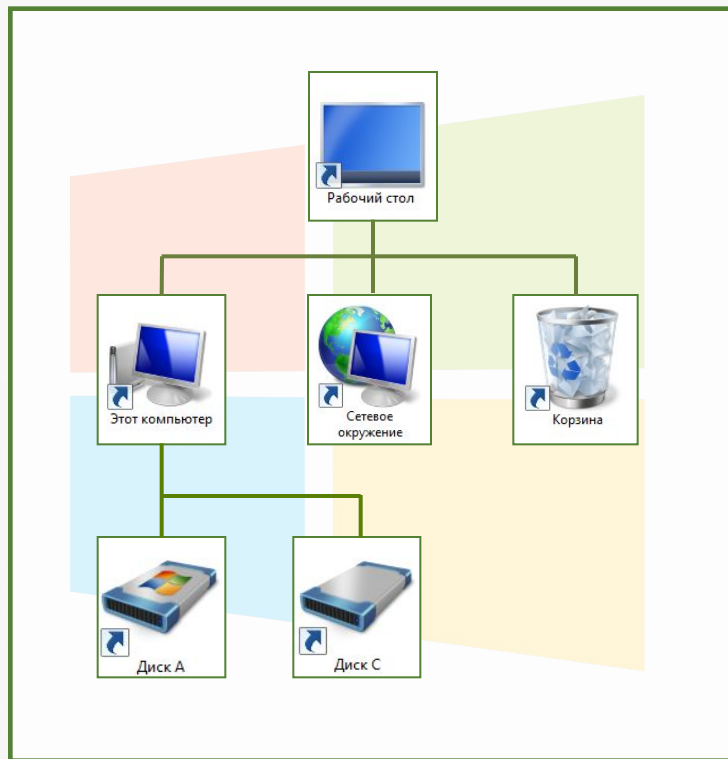 Рабочий стол
Этот компьютер
Сетевое
окружение
Корзина
Диск А
Диск С